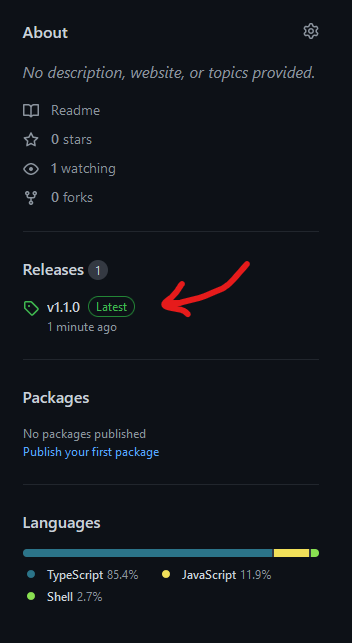 About
No description, website, or topics provided.
Readme
0 stars
1 watching
0 forks
Releases 1
v1.1.0 Latest
1 minute ago
Packages
No packages published
Publish your first package
Languages
TypeScript 85.4% JavaScript 11.9%
Shell 2.7%